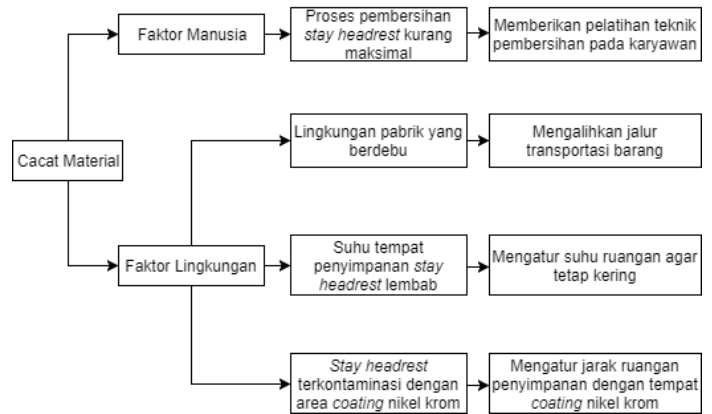 Cacat Material
Faktor Manusia
Proses pembersihan
stay headrest kurang
maksimal
Memberikan pelatihan teknik
pembersihan pada karyawan
Faktor Lingkungan
Lingkungan pabrik yang
berdebu
Mengalihkan jalur
transportasi barang
Suhu tempat
penyimpanan stay
headrest lembab
Mengatur suhu ruangan agar
tetap kering
Stay headrest
terkontaminasi dengan
area coating nikel krom
Mengatur jarak ruangan
penyimpanan dengan tempat
coating nikel krom